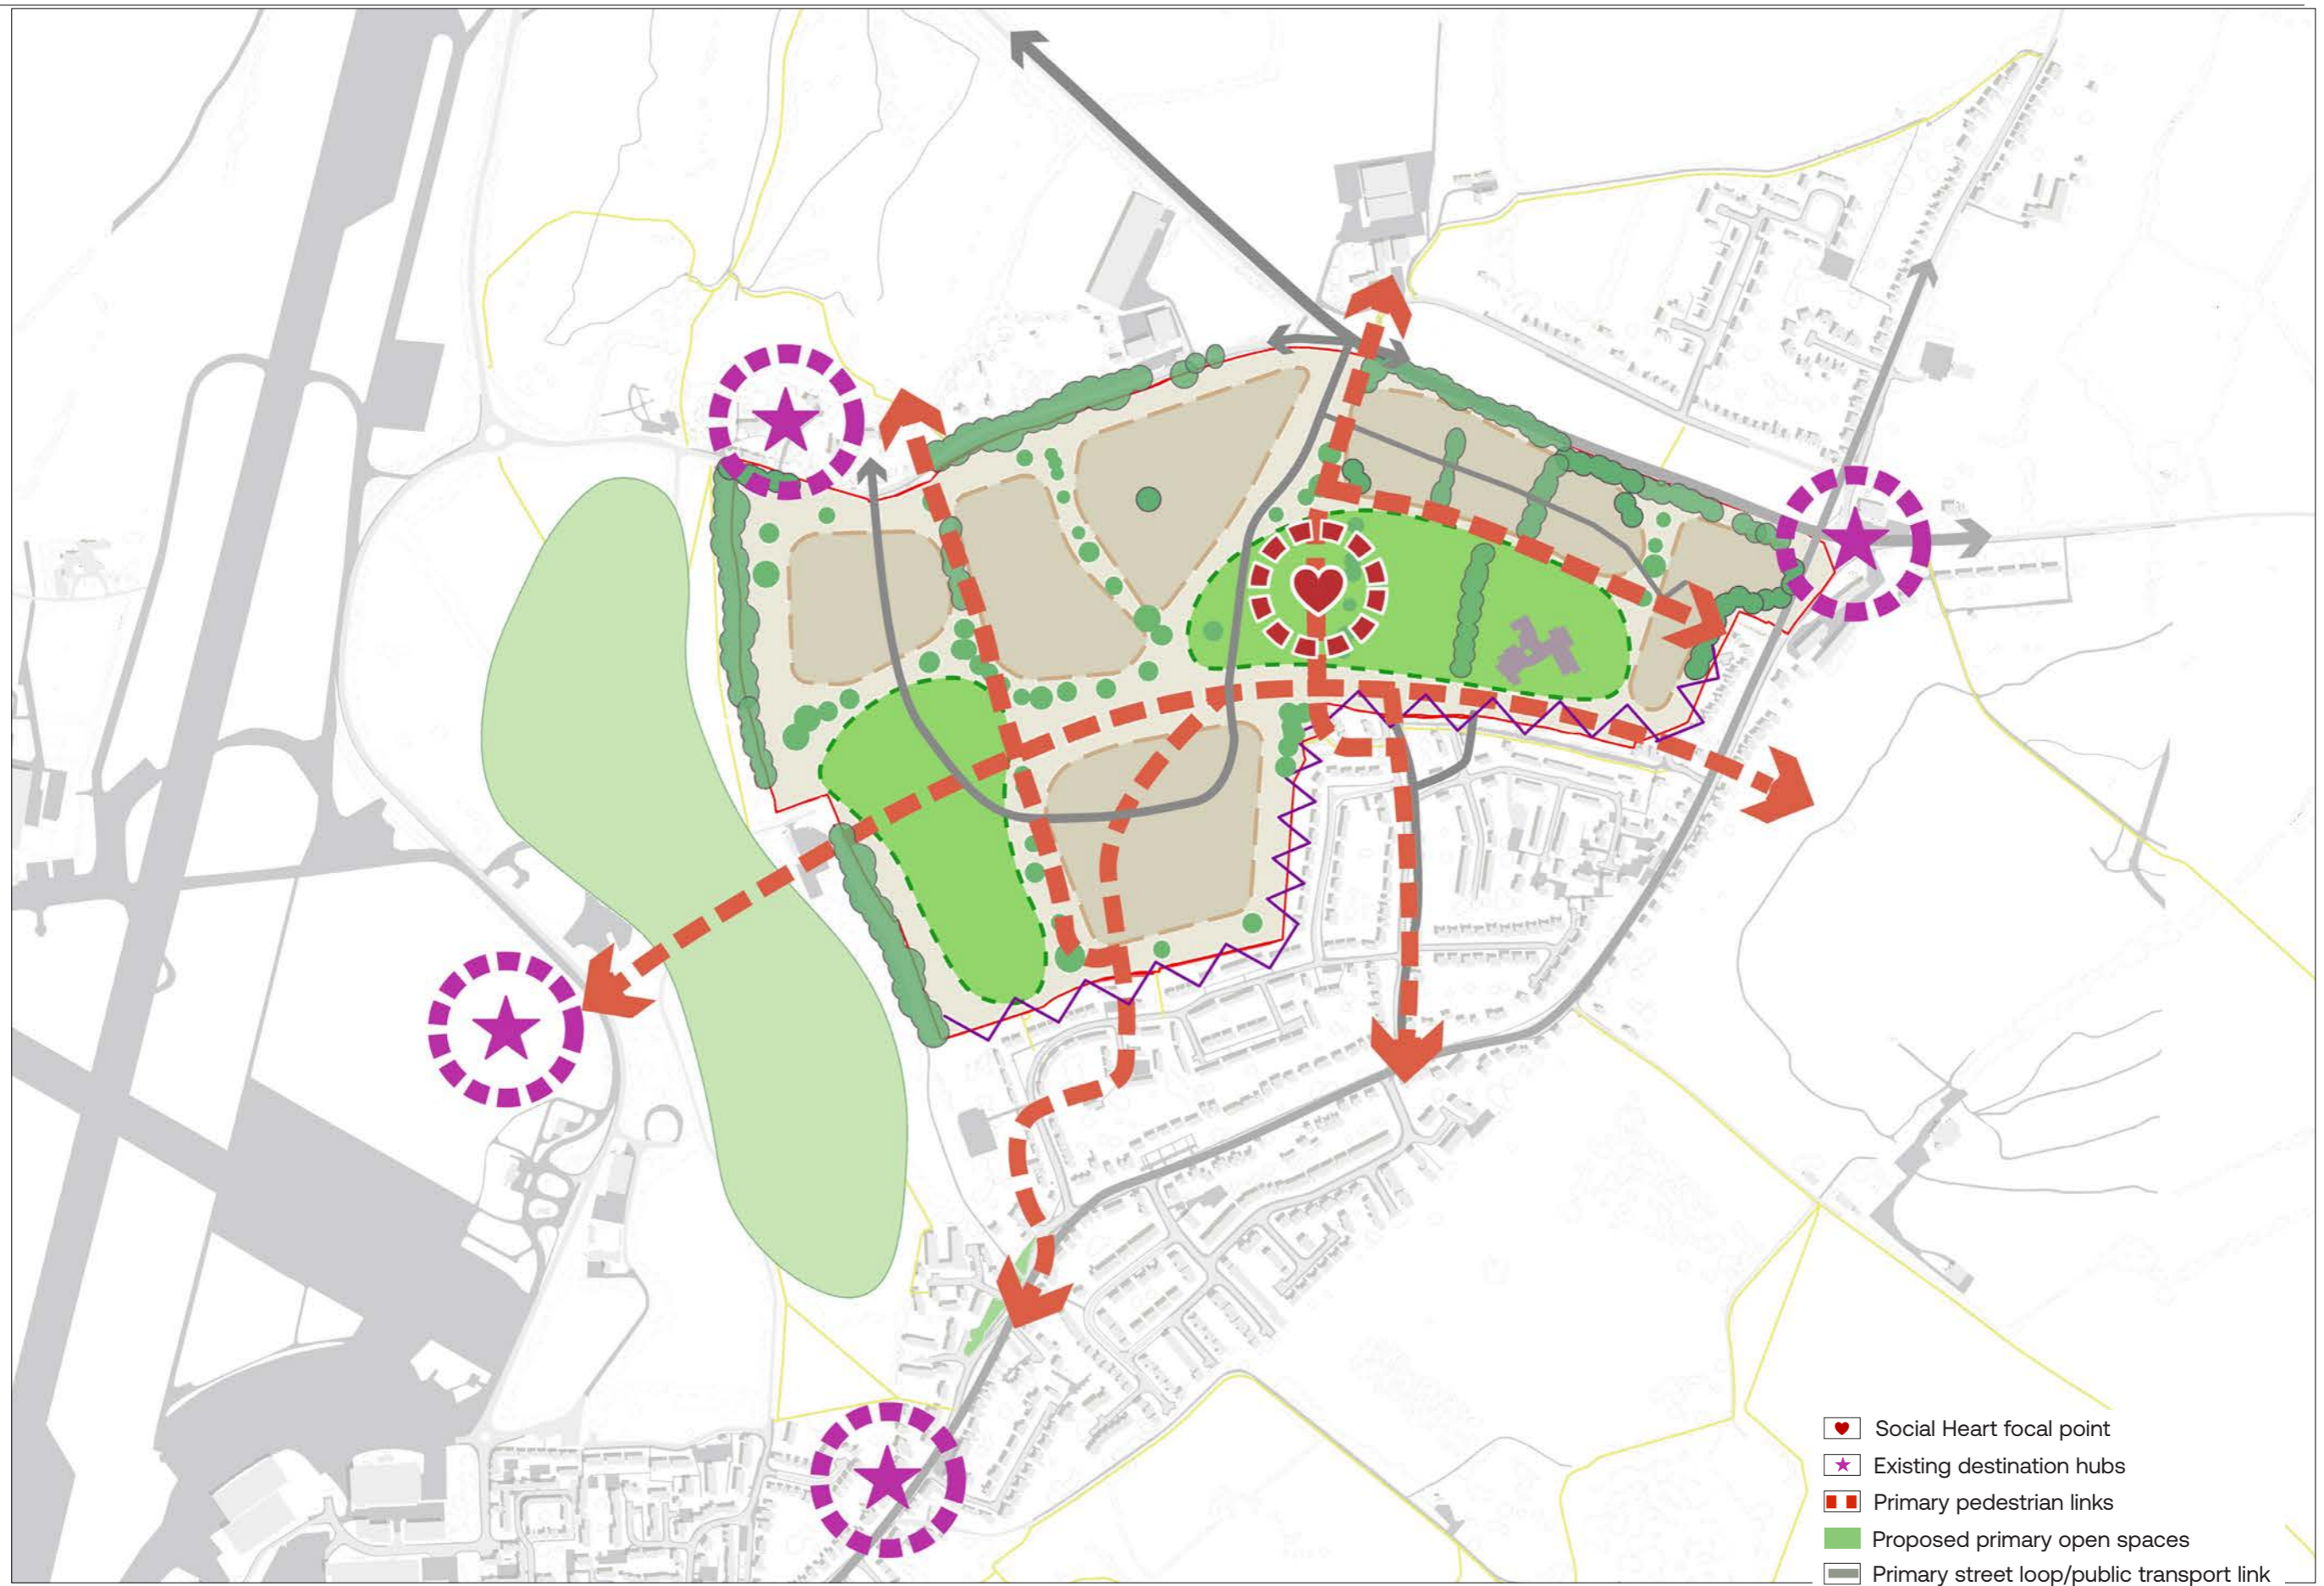 Social Heart focal point
Existing destination hubs
Primary pedestrian links
Proposed primary open spaces
Primary street loop/public transport link